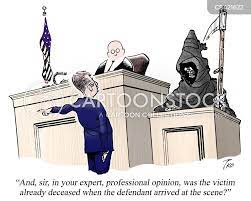 CARTOONSTOCK
"And, sir, in your expert, professional opinion, was the victim
already deceased when the defendant arrived at the scene?"